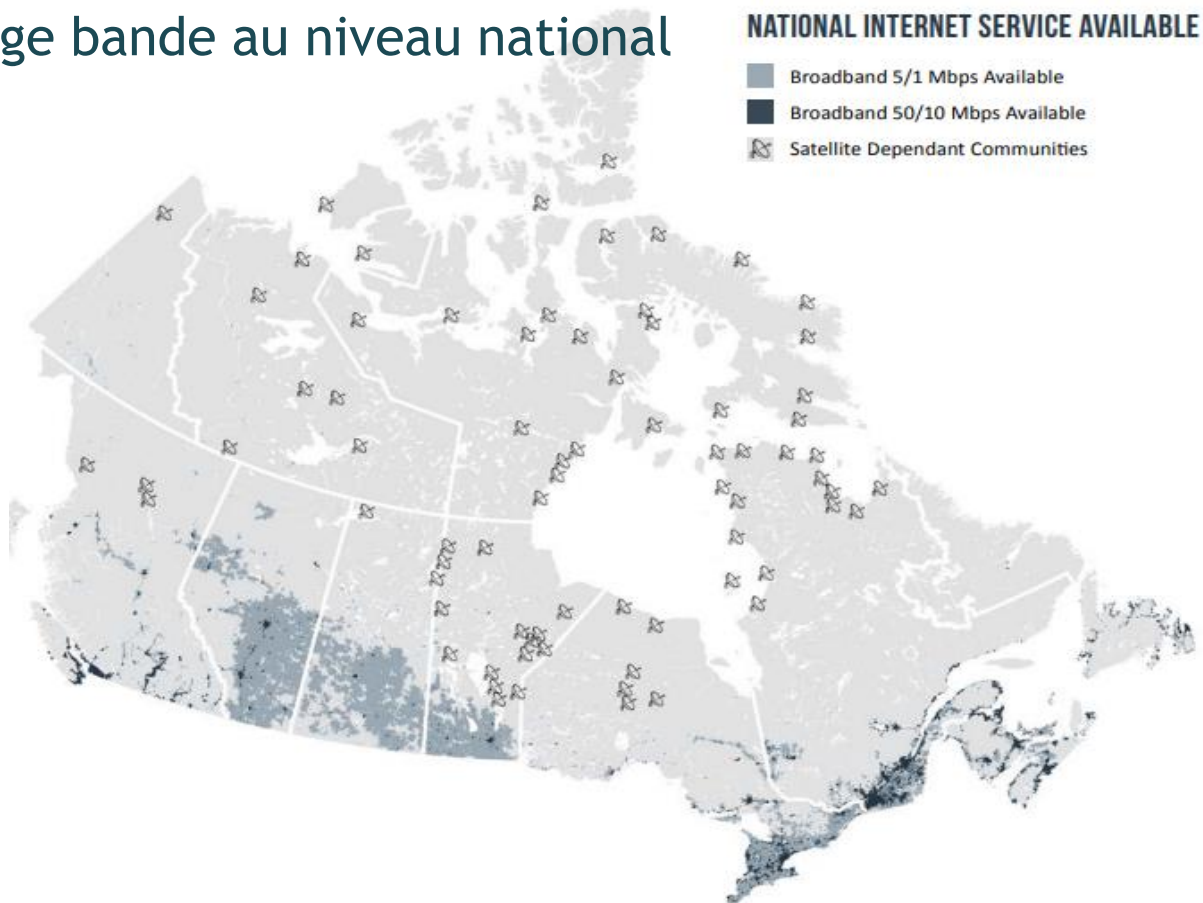 ge bande au niveau national
NATIONAL INTERNET SERVICE AVAILABLE
Broadband 5/1 Mbps Available
Broadband 50/10 Mbps Available
Satellite Dependant Communities